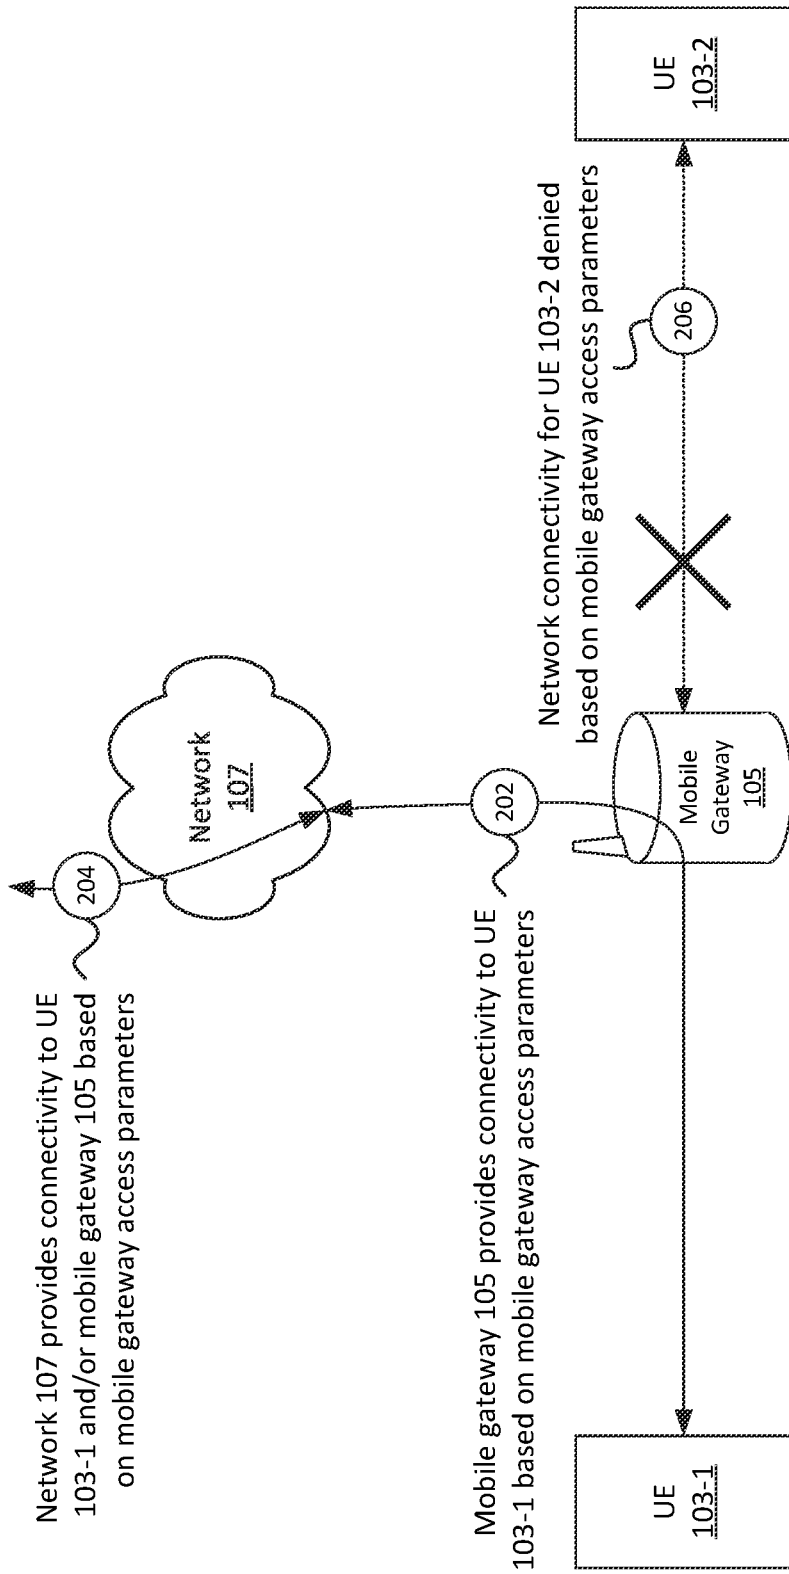 Network 107 provides connectivity to UE
103-1 and/or mobile gateway 105 based
on mobile gateway access parameters
204
Network
107
Mobile gateway 105 provides connectivity to UE
103-1 based on mobile gateway access parameters
202
Network connectivity for UE 103-2 denied
based on mobile gateway access parameters
206
UE
103-1
Mobile
Gateway
105
UE
103-2